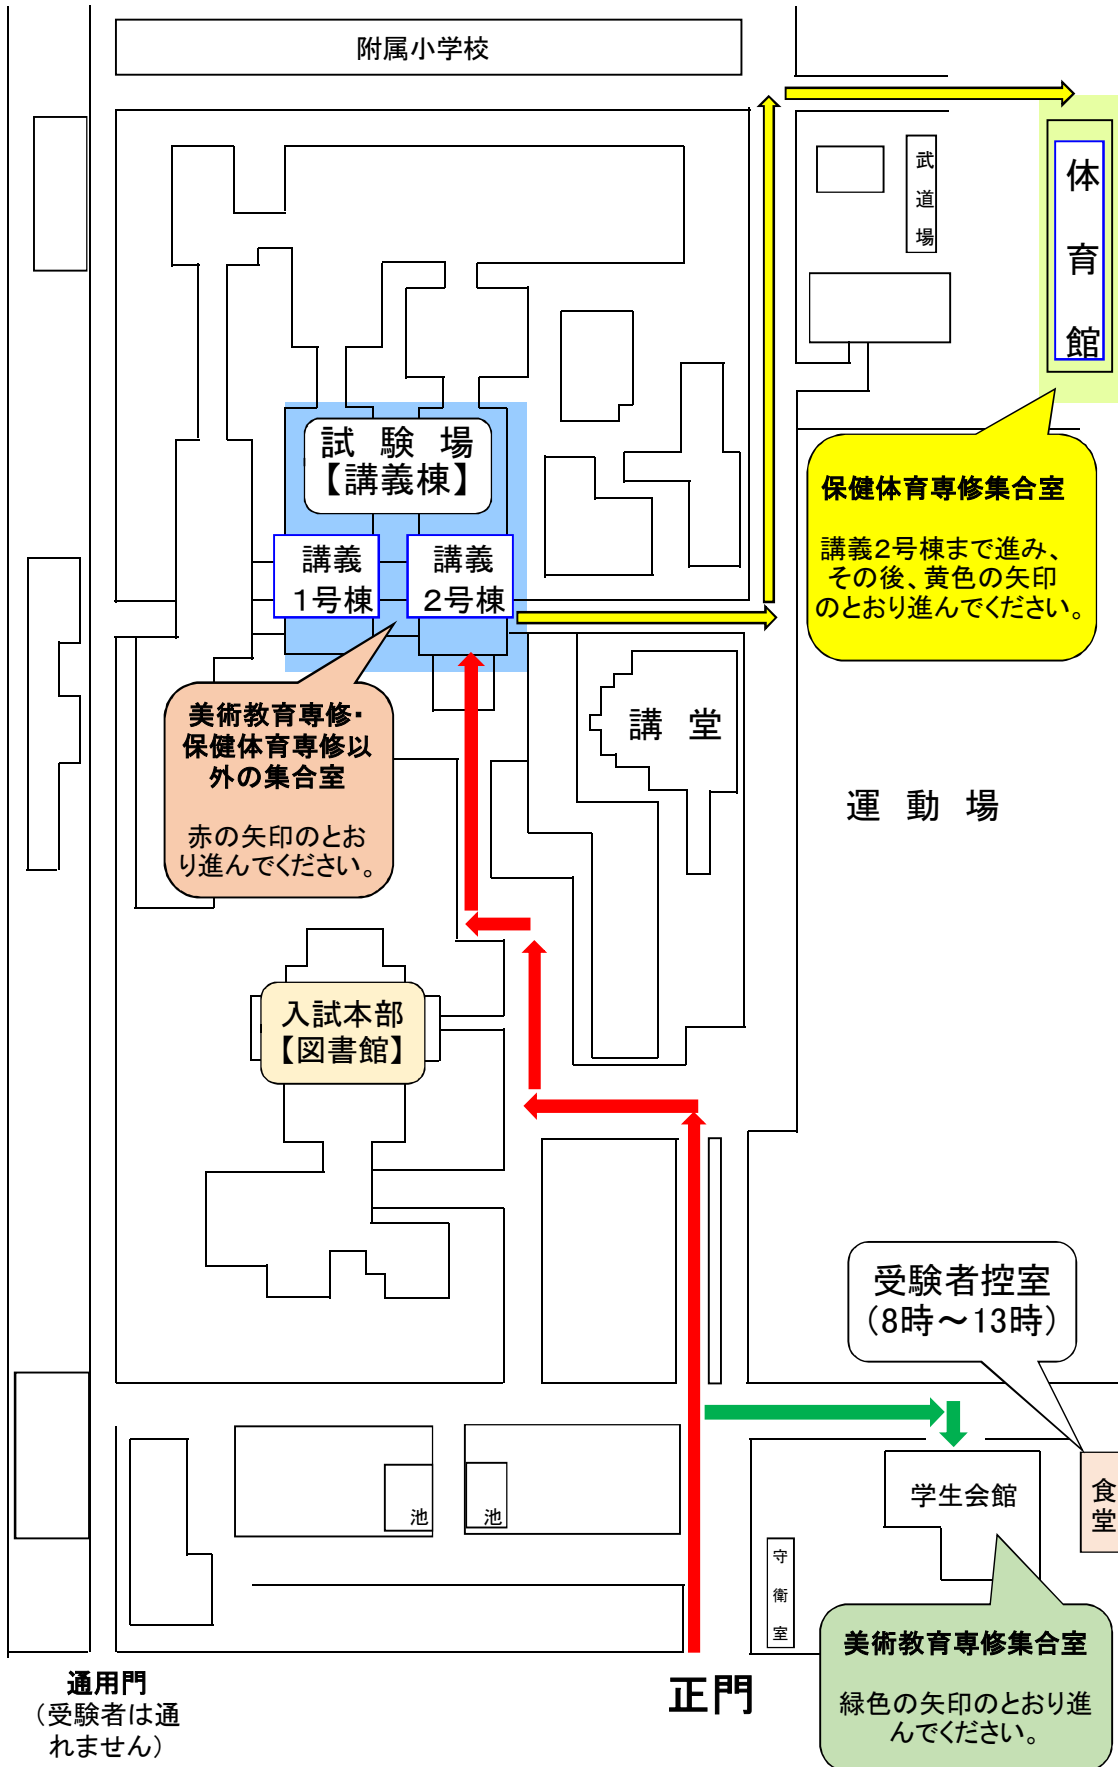 附属小学校
武道場
体育館
試験場
【講義棟】
講義
1号棟
講義
2号棟
保健体育専修集合室
講義2号棟まで進み、
その後、黄色の矢印
のとおり進んでください。
美術教育専修・
保健体育専修以
外の集合室
赤の矢印のとお
り進んでください。
講堂
運動場
入試本部
【図書館】
受験者控室
(8時～13時)
池
池
学生会館
食堂
守衛室
美術教育専修集合室
緑色の矢印のとおり進
んでください。
通用門
(受験者は通
れません)
正門